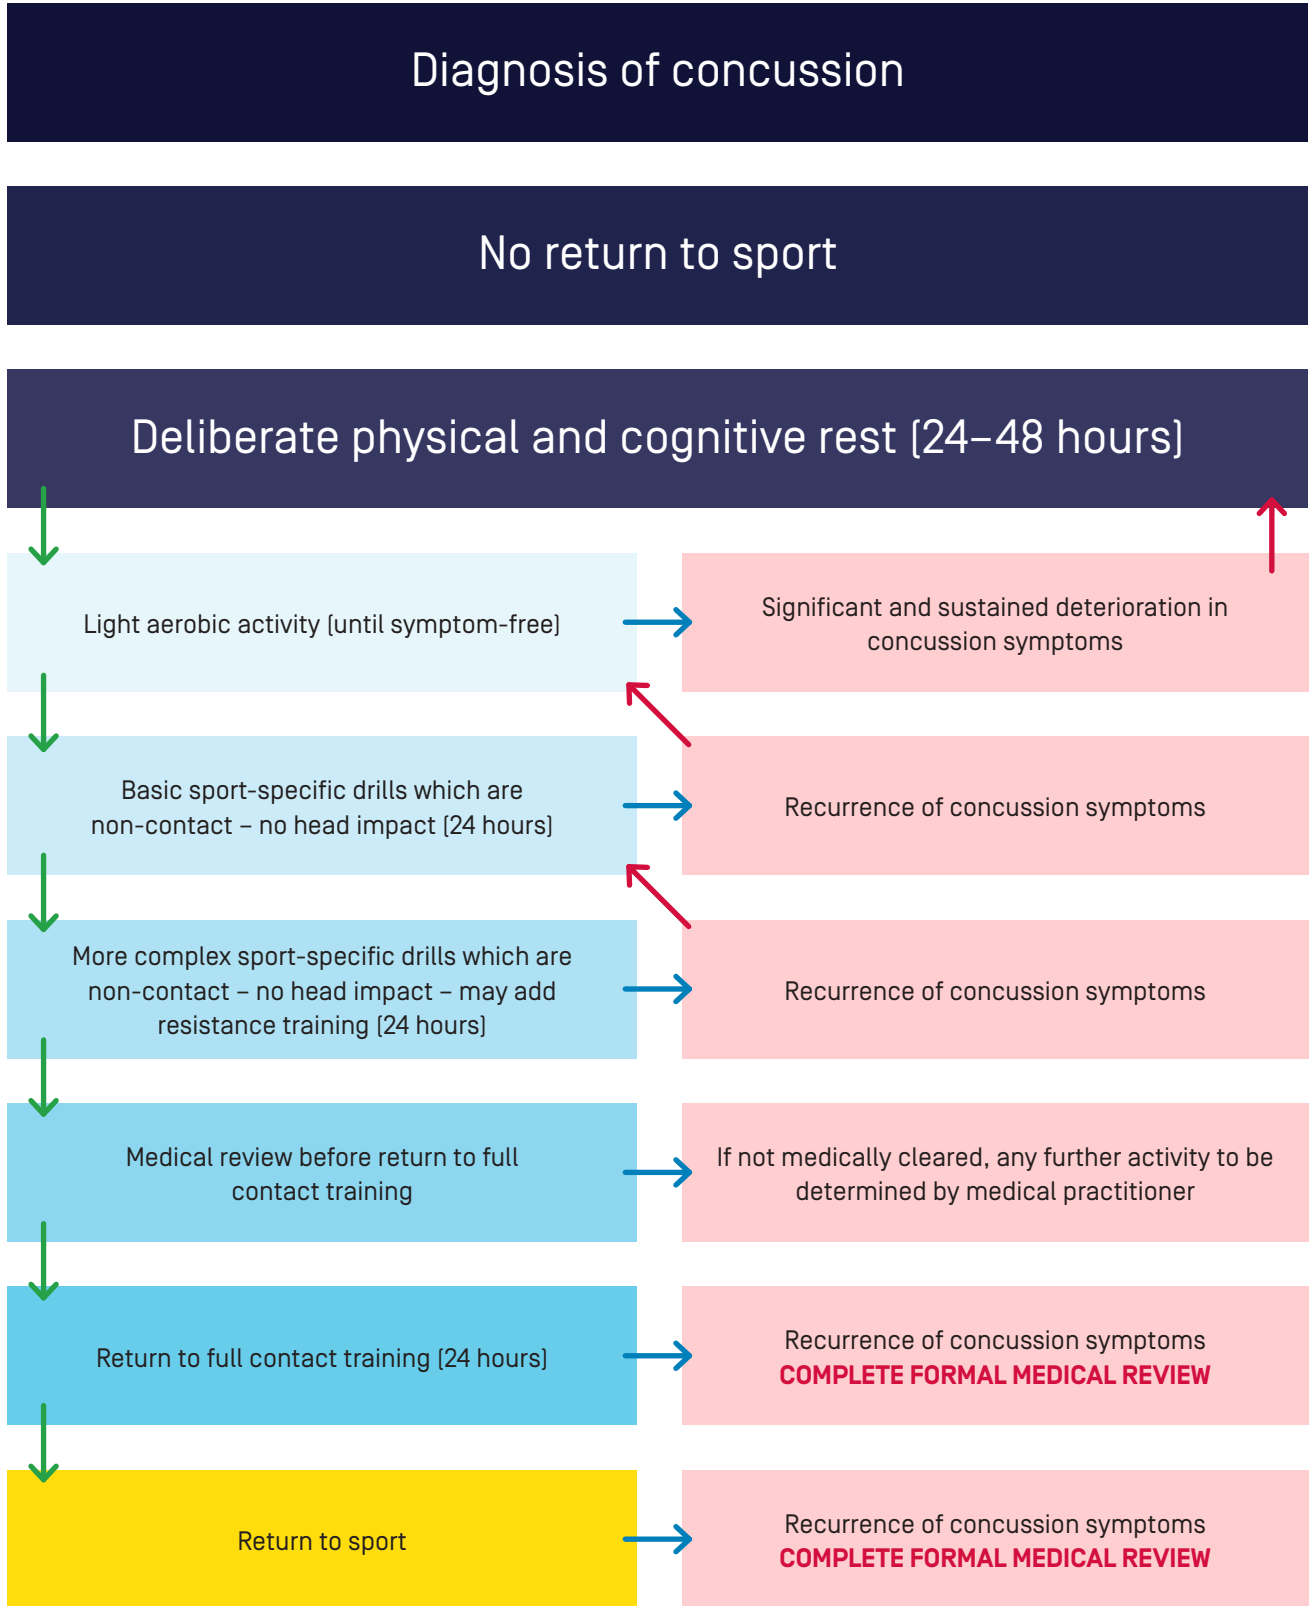 Diagnosis of concussion
No return to sport
Deliberate physical and cognitive rest (24–48 hours)
Light aerobic activity (until symptom-free)
Significant and sustained deterioration in
concussion symptoms
Basic sport-specific drills which are
non-contact – no head impact (24 hours)
Recurrence of concussion symptoms
More complex sport-specific drills which are
non-contact – no head impact – may add
resistance training (24 hours)
Recurrence of concussion symptoms
Medical review before return to full
contact training
If not medically cleared, any further activity to be
determined by medical practitioner
Return to full contact training (24 hours)
Recurrence of concussion symptoms
COMPLETE FORMAL MEDICAL REVIEW
Return to sport
Recurrence of concussion symptoms
COMPLETE FORMAL MEDICAL REVIEW